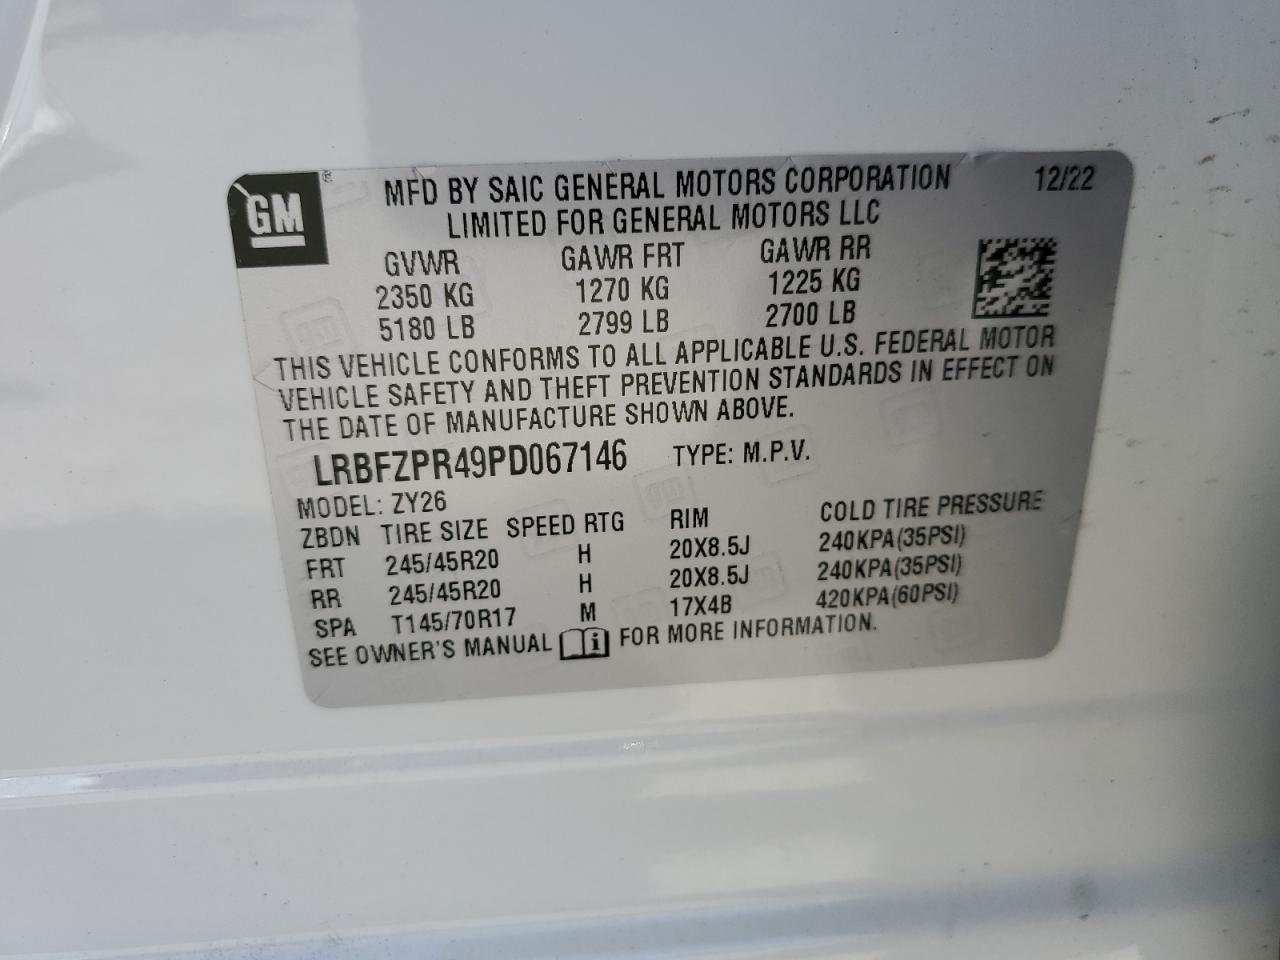 GM ®
MFD BY SAIC GENERAL MOTORS CORPORATION 12/22
LIMITED FOR GENERAL MOTORS LLC
GVWR GAWR FRT GAWR RR
2350 KG 1270 KG 1225 KG
5180 LB 2799 LB 2700 LB
THIS VEHICLE CONFORMS TO ALL APPLICABLE U.S. FEDERAL MOTOR
VEHICLE SAFETY AND THEFT PREVENTION STANDARDS IN EFFECT ON
THE DATE OF MANUFACTURE SHOWN ABOVE.
LRBFZPR49PD067146 TYPE: M.P.V.
MODEL: ZY26
ZBDN TIRE SIZE SPEED RTG RIM COLD TIRE PRESSURE
FRT 245/45R20 H 20X8.5J 240KPA(35PSI)
RR 245/45R20 H 20X8.5J 240KPA(35PSI)
SPA T145/70R17 M 17X4B 420KPA(60PSI)
SEE OWNER'S MANUAL i FOR MORE INFORMATION.